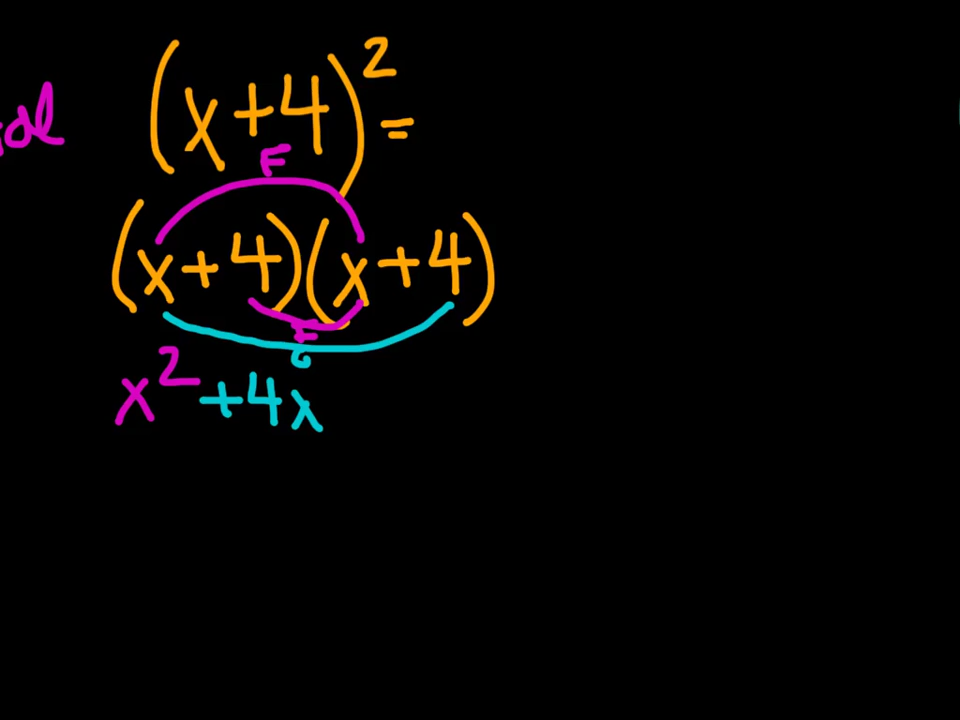 (x+4)² =
F
(x+4)(x+4)
x² +4x